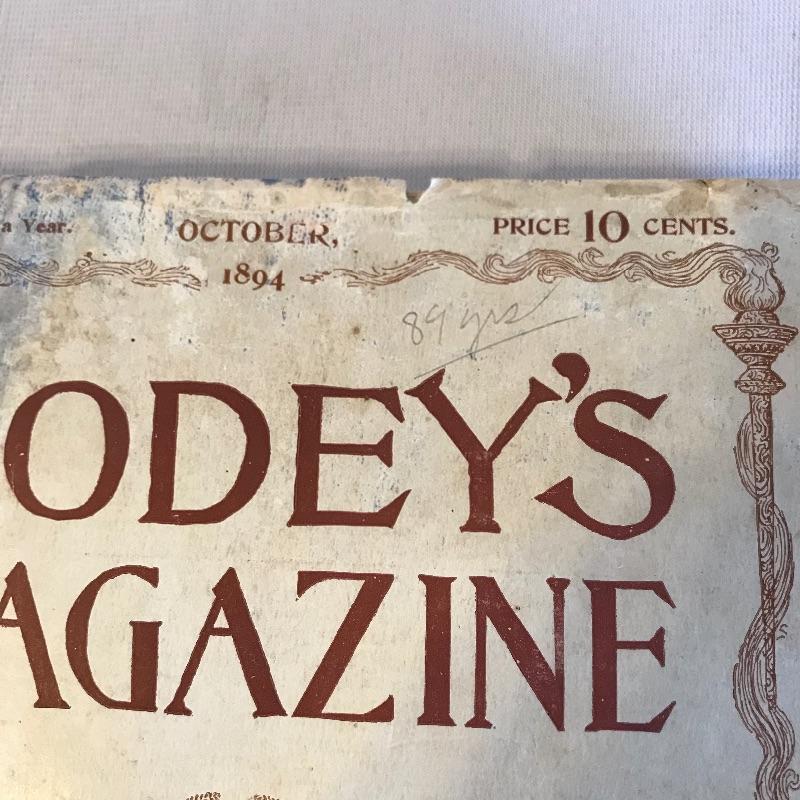 a Year.
OCTOBER,
1894
PRICE 10 CENTS.
89 yrs
ODEY'S
AGAZINE